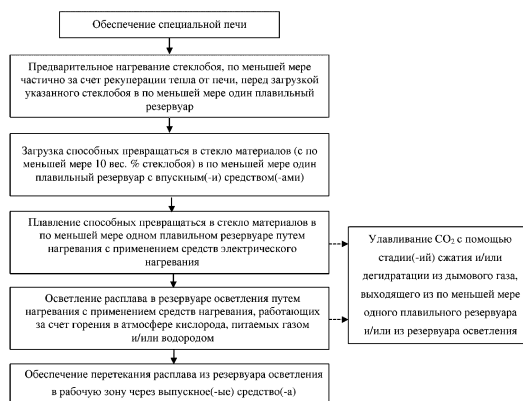 Обеспечение специальной печи
Предварительное нагревание стеклобоя, по меньшей мере
частично за счет рекуперации тепла от печи, перед загрузкой
указанного стеклобоя в по меньшей мере один плавильный
резервуар
Загрузка способных превращаться в стекло материалов (с по
меньшей мере 10 вес. % стеклобоя) в по меньшей мере один
плавильный резервуар с впускным(-и) средством(-ами)
Плавление способных превращаться в стекло материалов в
по меньшей мере одном плавильном резервуаре путем
нагревания с применением средств электрического
нагревания
Осветление расплава в резервуаре осветления путем
нагревания с применением средств нагревания, работающих
за счет горения в атмосфере кислорода, питаемых газом
и/или водородом
Обеспечение перетекания расплава из резервуара осветления
в рабочую зону через выпускное(-ые) средство(-а)
Улавливание CO₂ с помощью
стадии(-ий) сжатия и/или
дегидратации из дымового газа,
выходящего из по меньшей мере
одного плавильного резервуара
и/или из резервуара осветления